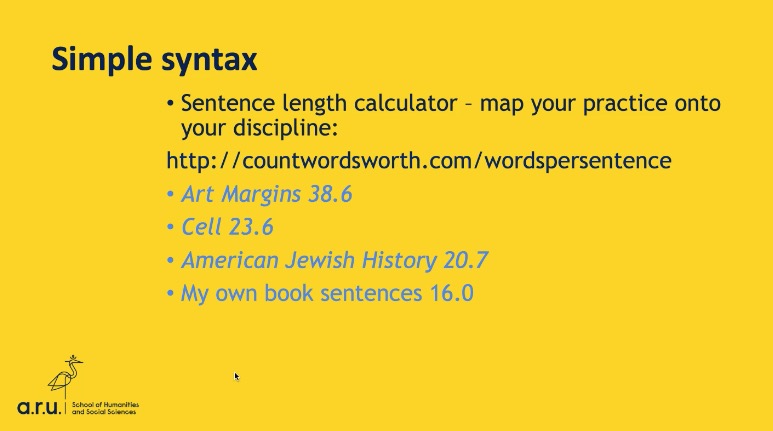 Simple syntax
• Sentence length calculator – map your practice onto
your discipline:
http://countwordsworth.com/wordspersentence
• Art Margins 38.6
• Cell 23.6
• American Jewish History 20.7
• My own book sentences 16.0
a.r.u. School of Humanities
and Social Sciences